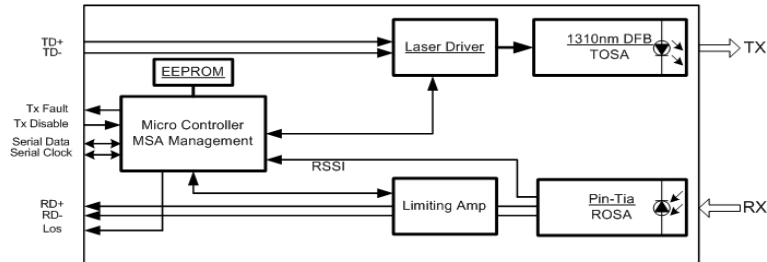 TD+
TD-
Laser Driver
1310nm DFB
TOSA
TX
EEPROM
Tx Fault
Tx Disable
Serial Data
Serial Clock
Micro Controller
MSA Management
RSSI
RD+
RD-
Los
Limiting Amp
Pin-Tia
ROSA
RX